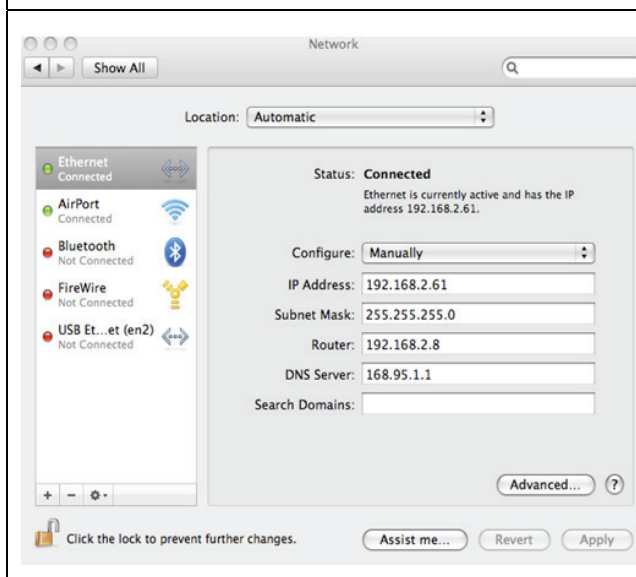 Network
Show All
Location: Automatic
Ethernet
Connected
AirPort
Connected
Bluetooth
Not Connected
FireWire
Not Connected
USB Et...et (en2)
Not Connected
Status: Connected
Ethernet is currently active and has the IP
address 192.168.2.61.
Configure: Manually
IP Address: 192.168.2.61
Subnet Mask: 255.255.255.0
Router: 192.168.2.8
DNS Server: 168.95.1.1
Search Domains:
Advanced... ?
Click the lock to prevent further changes.
Assist me... Revert Apply